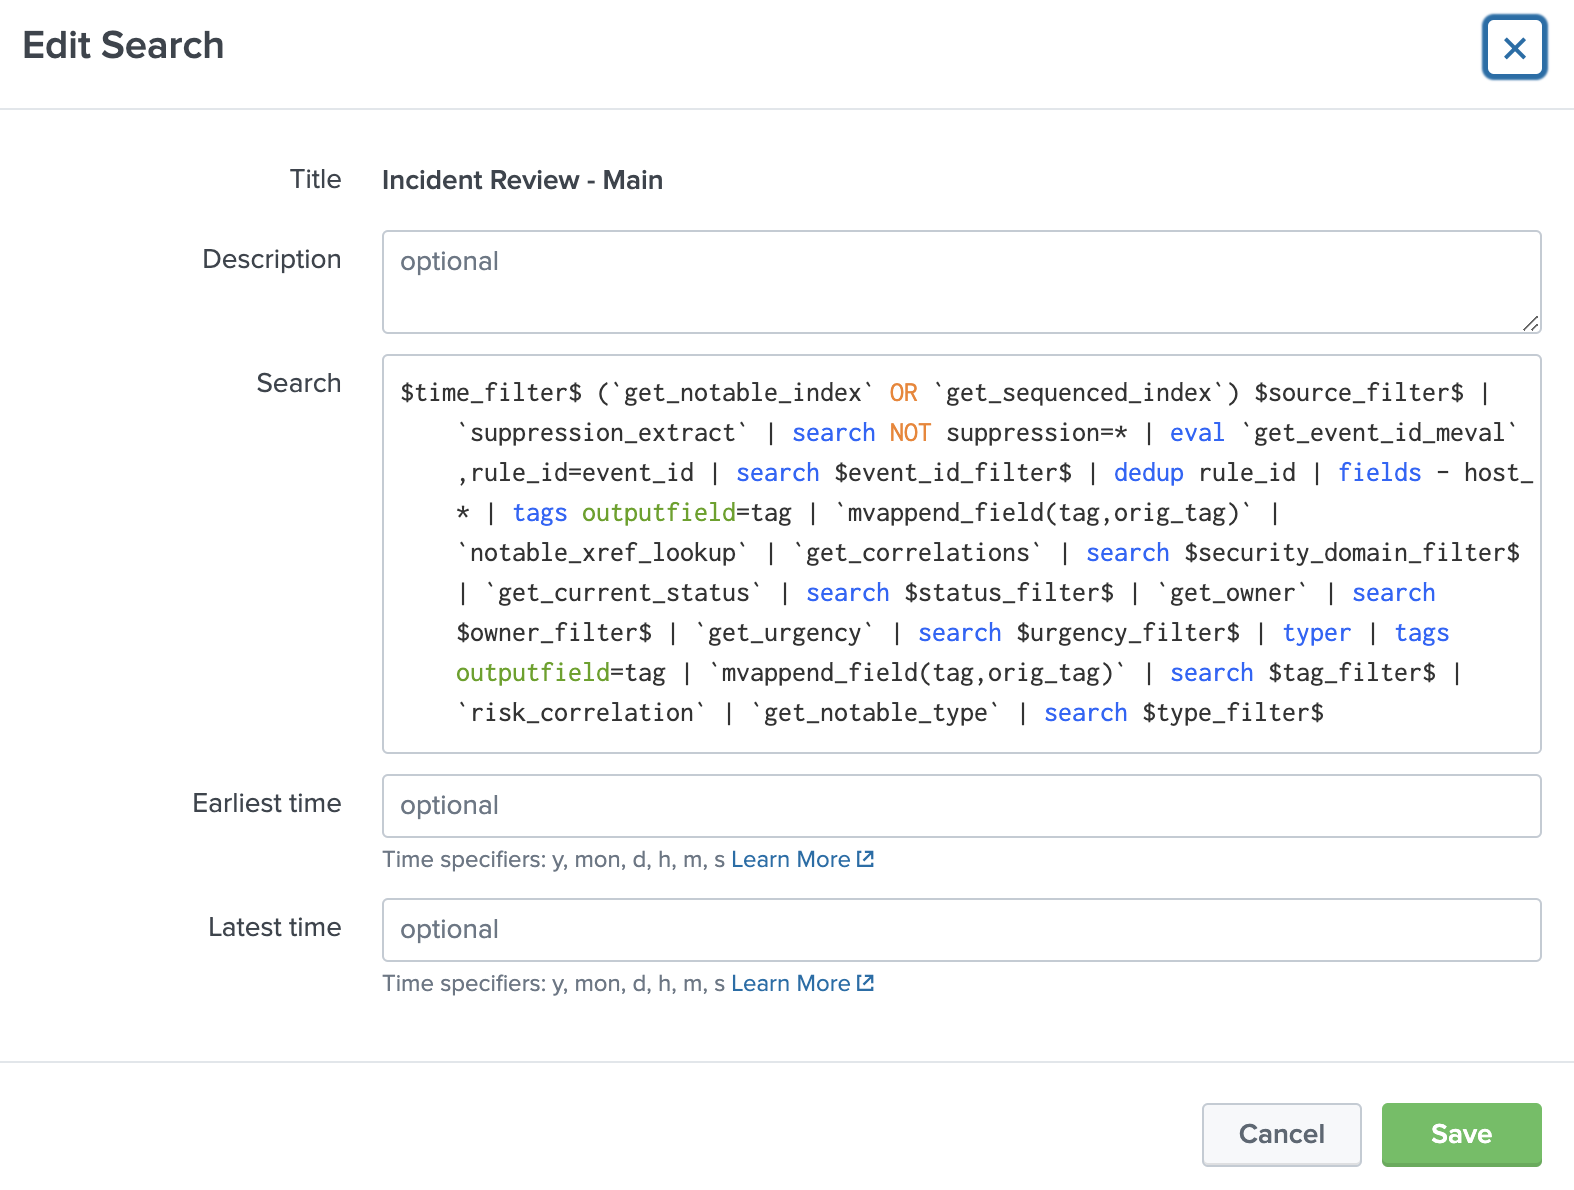 Edit Search
Title
Incident Review - Main
Description
optional
Search
$time_filter$ (`get_notable_index` OR `get_sequenced_index`) $source_filter$ |
`suppression_extract` | search NOT suppression=* | eval `get_event_id_meval`
,rule_id=event_id | search $event_id_filter$ | dedup rule_id | fields - host_
* | tags outputfield=tag | `mvappend_field(tag,orig_tag)` |
`notable_xref_lookup` | `get_correlations` | search $security_domain_filter$
| `get_current_status` | search $status_filter$ | `get_owner` | search
$owner_filter$ | `get_urgency` | search $urgency_filter$ | typer | tags
outputfield=tag | `mvappend_field(tag,orig_tag)` | search $tag_filter$ |
`risk_correlation` | `get_notable_type` | search $type_filter$
Earliest time
optional
Time specifiers: y, mon, d, h, m, s Learn More
Latest time
optional
Time specifiers: y, mon, d, h, m, s Learn More
Cancel
Save